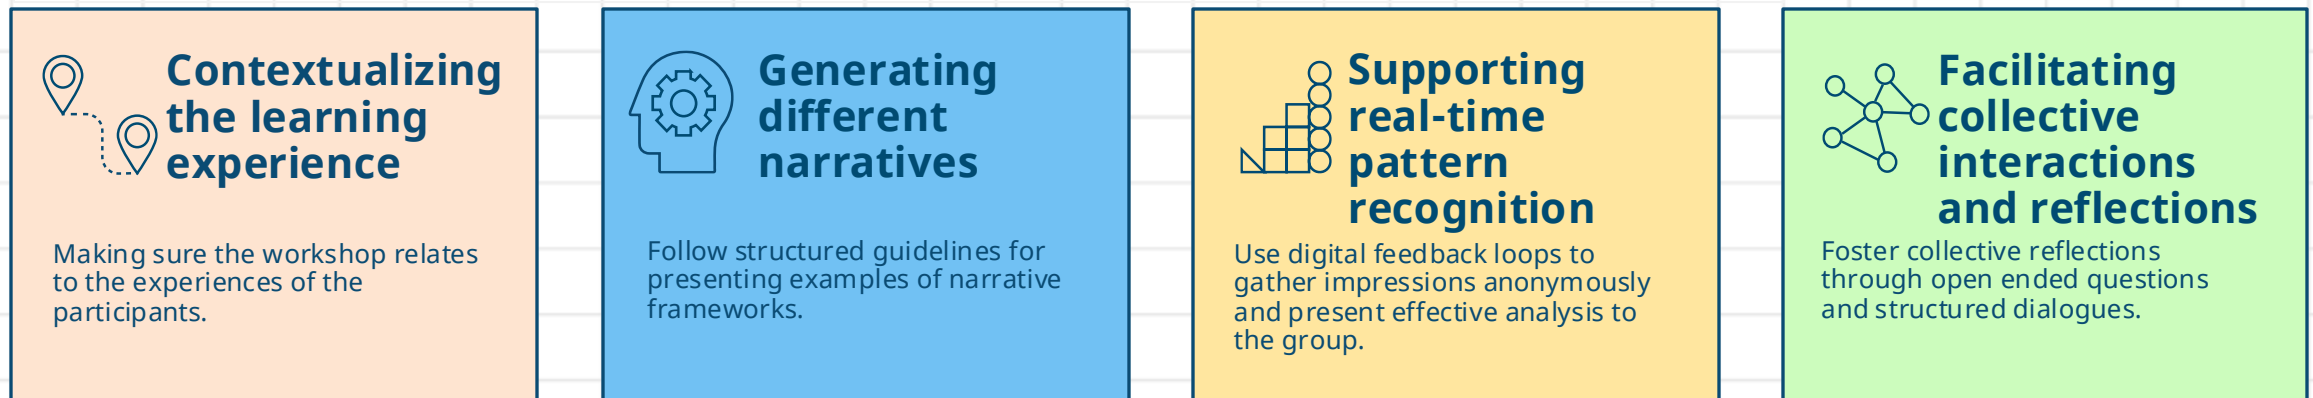 Contextualizing
the learning
experience
Making sure the workshop relates
to the experiences of the
participants.
Generating
different
narratives
Follow structured guidelines for
presenting examples of narrative
frameworks.
Supporting
real-time
pattern
recognition
Use digital feedback loops to
gather impressions anonymously
and present effective analysis to
the group.
Facilitating
collective
interactions
and reflections
Foster collective reflections
through open ended questions
and structured dialogues.